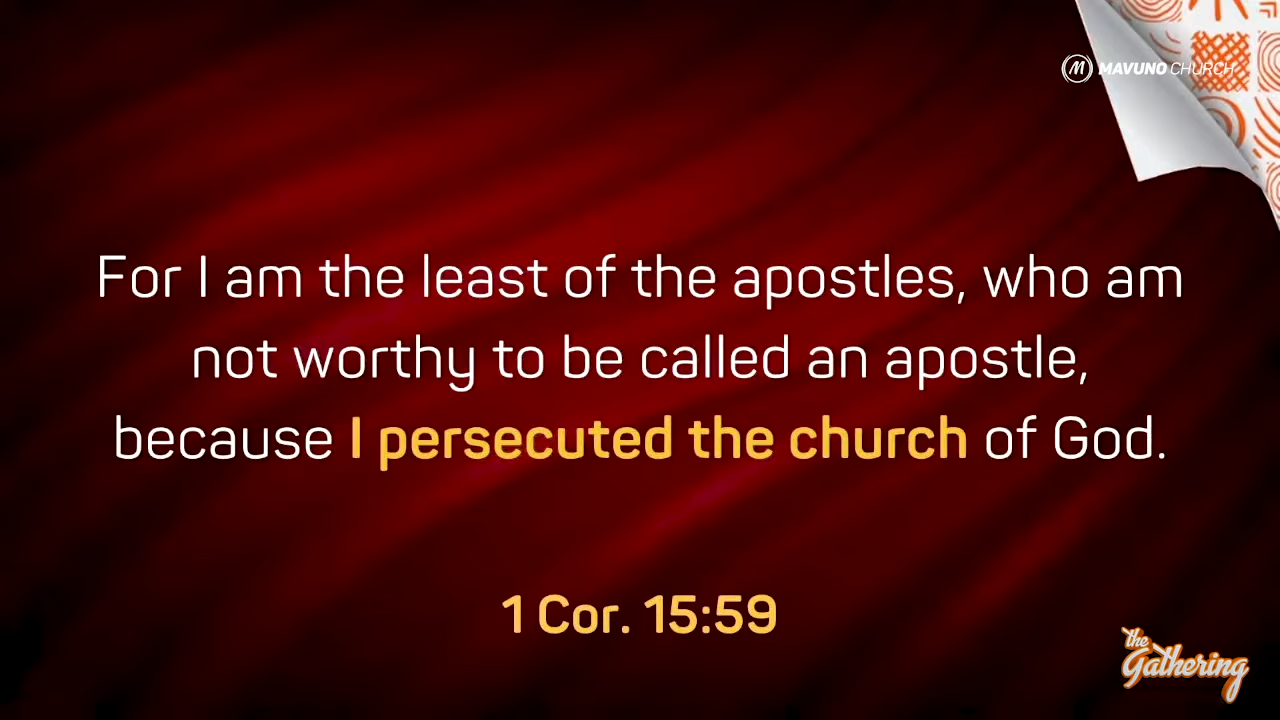 MAVUNO CHURCH
For I am the least of the apostles, who am
not worthy to be called an apostle,
because I persecuted the church of God.
1 Cor. 15:59
the
Gathering